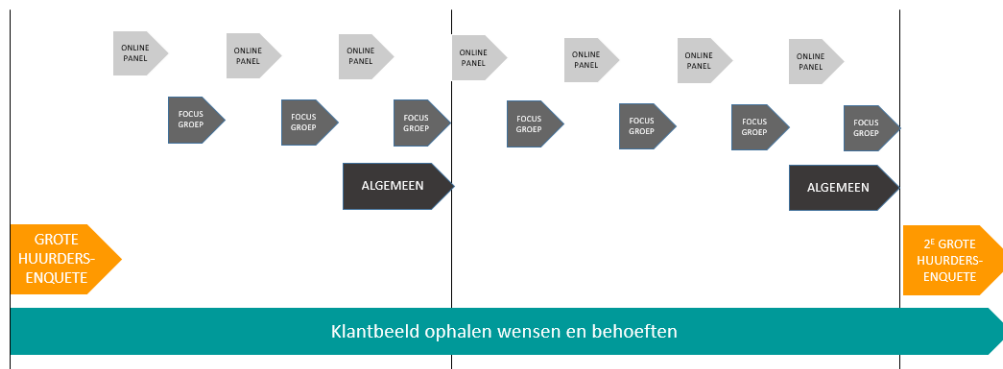 ONLINE
PANEL
ONLINE
PANEL
ONLINE
PANEL
ONLINE
PANEL
ONLINE
PANEL
ONLINE
PANEL
ONLINE
PANEL
FOCUS
GROEP
FOCUS
GROEP
FOCUS
GROEP
FOCUS
GROEP
FOCUS
GROEP
FOCUS
GROEP
FOCUS
GROEP
ALGEMEEN
ALGEMEEN
GROTE
HUURDERS-
ENQUETE
2E GROTE
HUURDERS-
ENQUETE
Klantbeeld ophalen wensen en behoeften